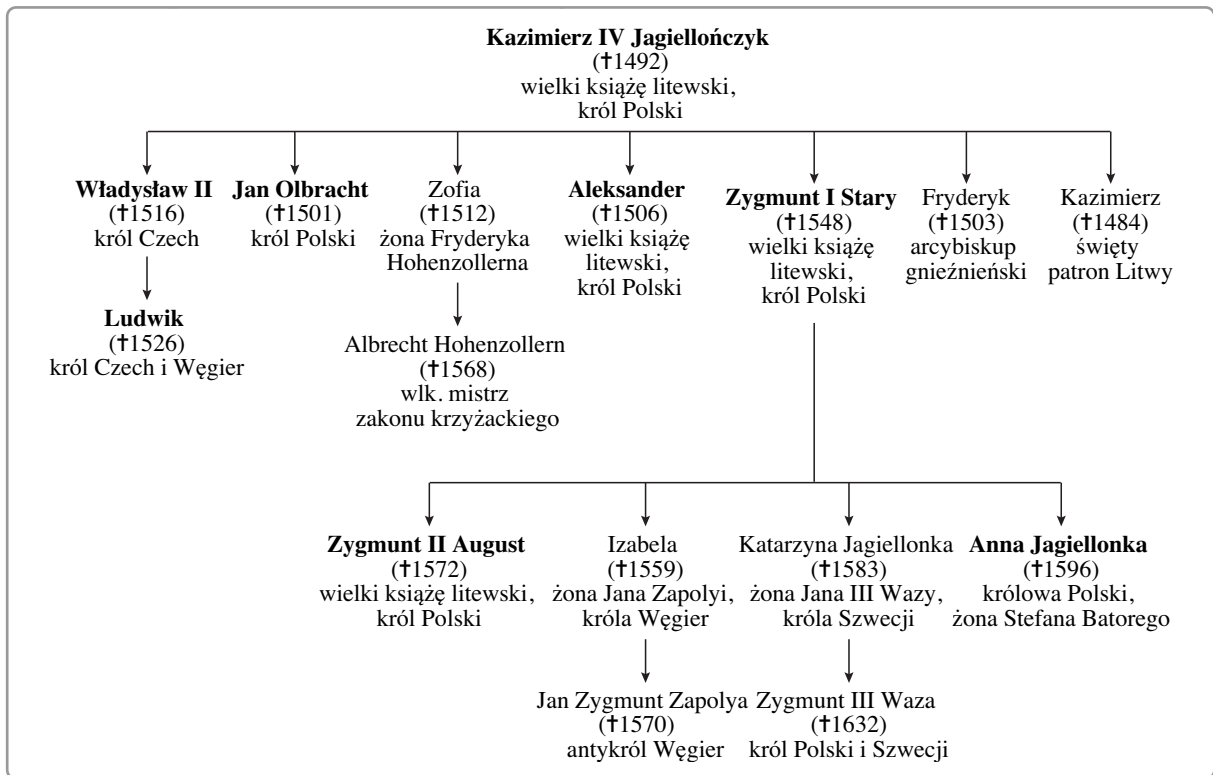 Kazimierz IV Jagiellończyk
(✝1492)
wielki książę litewski,
król Polski
Władysław II
(✝1516)
król Czech
Jan Olbracht
(✝1501)
król Polski
Zofia
(✝1512)
żona Fryderyka
Hohenzollerna
Aleksander
(✝1506)
wielki książę
litewski,
król Polski
Zygmunt I Stary
(✝1548)
wielki książę
litewski,
król Polski
Fryderyk
(✝1503)
arcybiskup
gnieźnieński
Kazimierz
(✝1484)
święty
patron Litwy
Ludwik
(✝1526)
król Czech i Węgier
Albrecht Hohenzollern
(✝1568)
wlk. mistrz
zakonu krzyżackiego
Zygmunt II August
(✝1572)
wielki książę litewski,
król Polski
Izabela
(✝1559)
żona Jana Zapolyi,
króla Węgier
Katarzyna Jagiellonka
(✝1583)
żona Jana III Wazy,
króla Szwecji
Anna Jagiellonka
(✝1596)
królowa Polski,
żona Stefana Batorego
Jan Zygmunt Zapolya
(✝1570)
antykról Węgier
Zygmunt III Waza
(✝1632)
król Polski i Szwecji